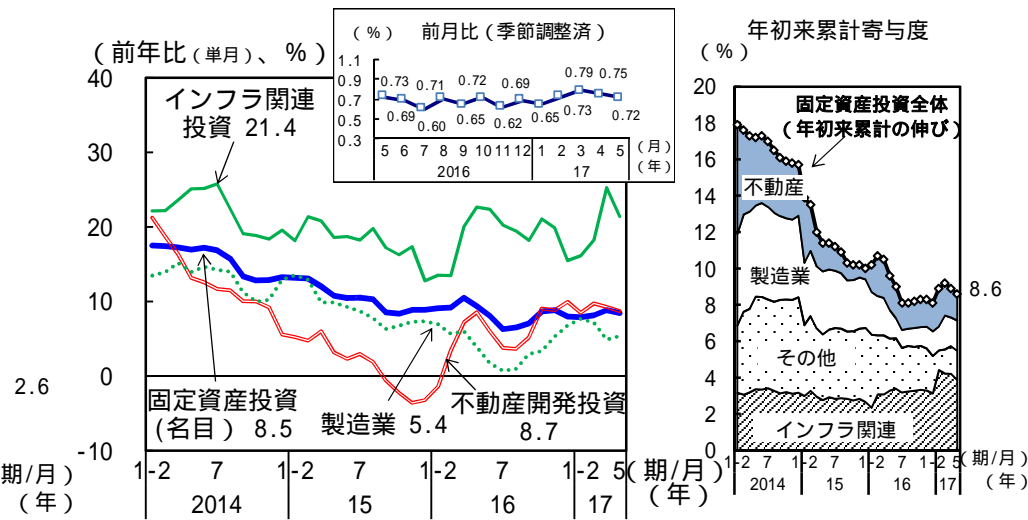 （前年比（単月）、％）
40
30
20
10
0
-10
インフラ関連
投資 21.4
固定資産投資
(名目） 8.5
製造業 5.4
不動産開発投資
8.7
2.6
1-2 7 1-2 7 1-2 7 1-2 5
期/月)
（期/月）
2014 15 16 17
（年）
（年）
（％） 前月比（季節調整済）
1.1
0.9
0.7
0.5
0.3
0.73 0.71 0.72 0.69 0.79 0.75
0.69 0.60 0.65 0.62 0.65 0.73 0.72
5 6 7 8 9 10 11 12 1 2 3 4 5
（月）
2016 17
（年）
年初来累計寄与度
（％）
20
18
16
14
12
10
8
6
4
2
0
固定資産投資全体
（年初来累計の伸び）
不動産
製造業
その他
インフラ関連
8.6
1-2 7 1-2 7 1-2 7 1-2 5
（期/月）
2014 15 16 17
（年）